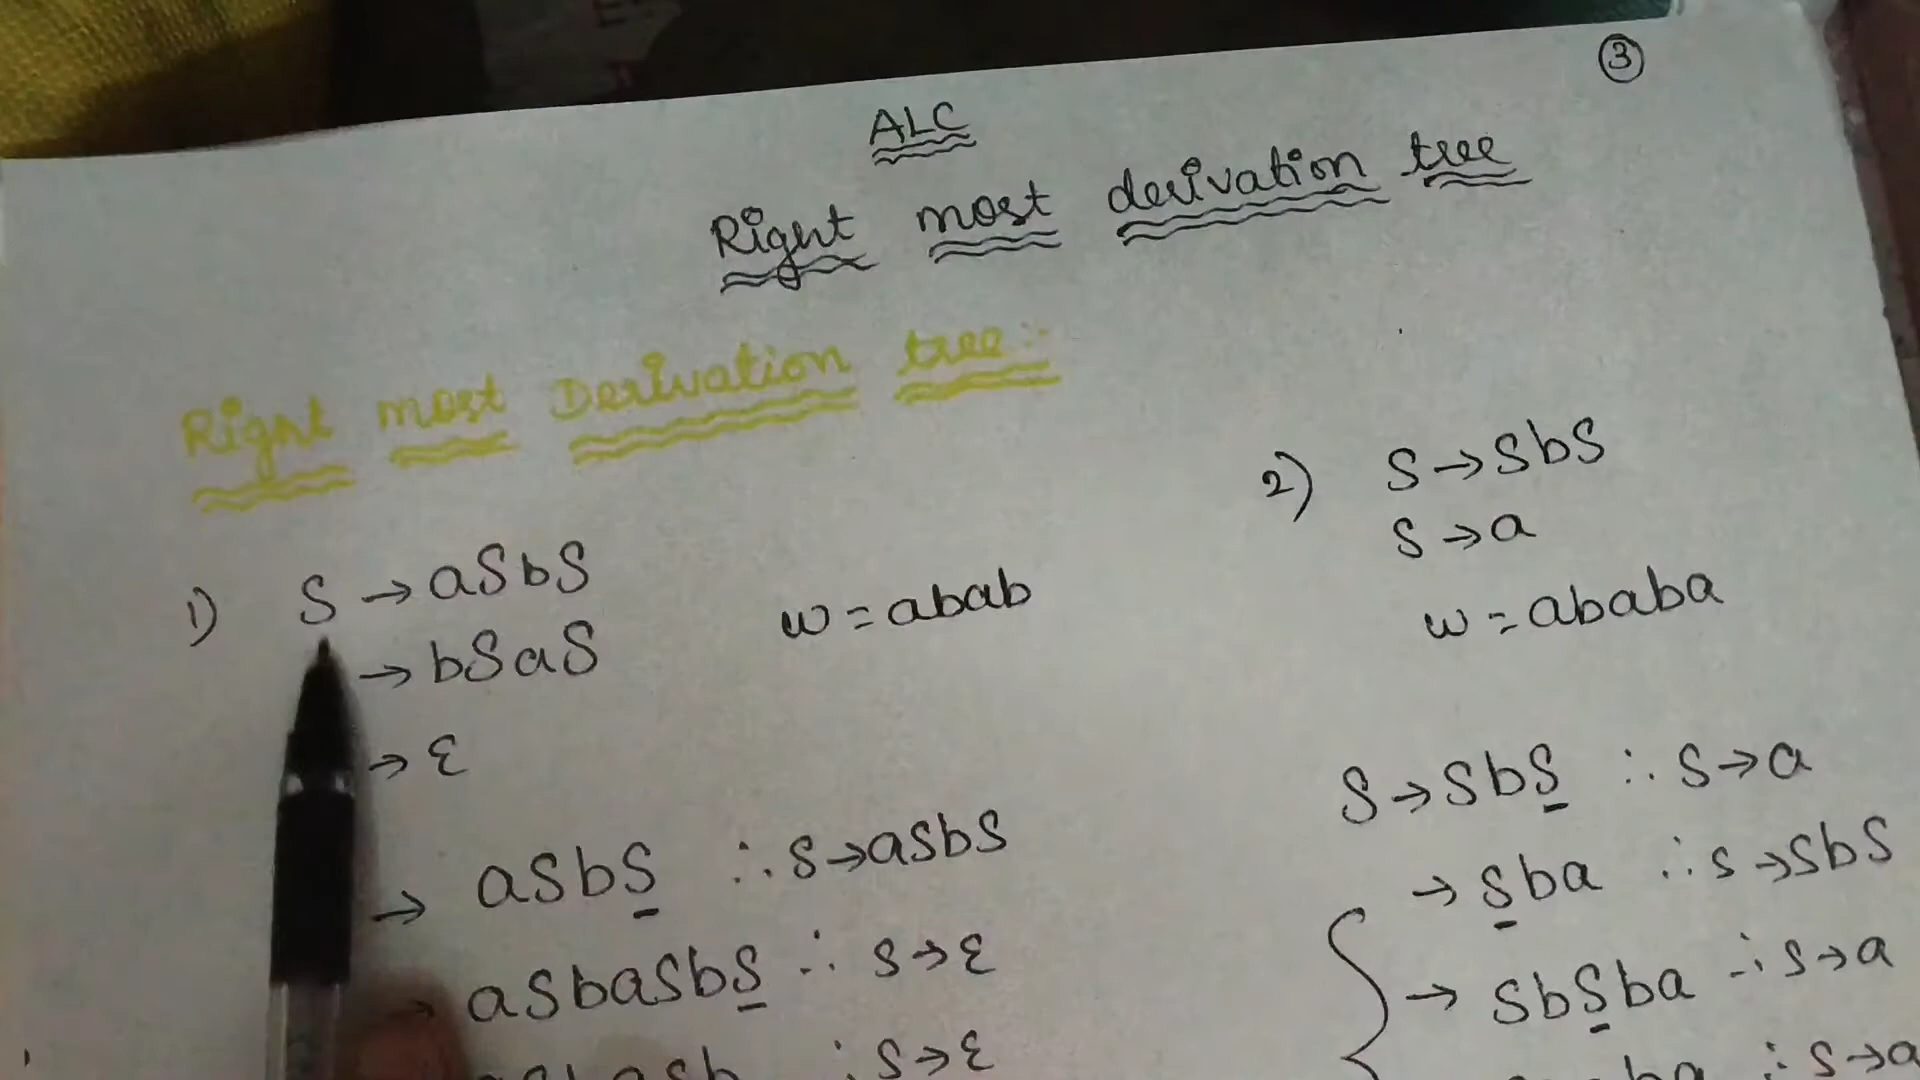 3
ALC
Right most derivation tree
Right most Derivation tree:-
1) S → aSbS
→ bSaS
→ ε
w = abab
→ aSbS ∴ S → aSbS
→ aSbaSbS ∴ S → ε
∴ S → ε
2) S → SbS
S → a
w = ababa
S → SbS ∴ S → a
→ Sba ∴ S → SbS
→ SbSba ∴ S → a
∴ S → a